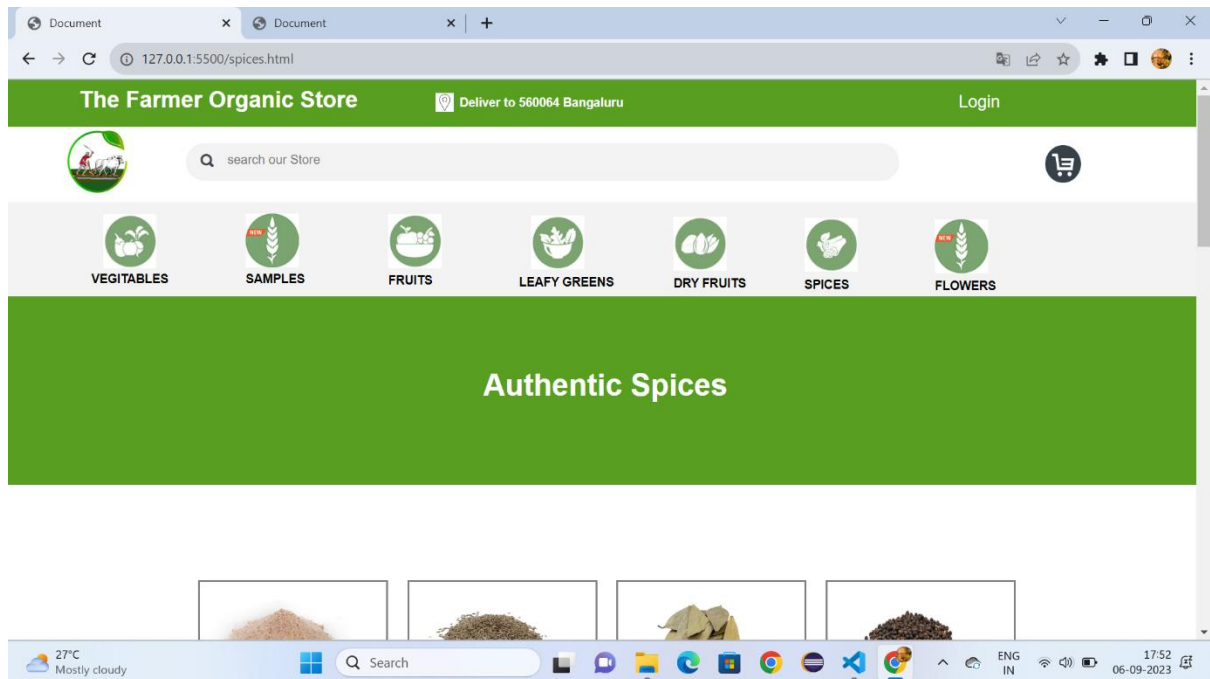 Document Document
127.0.0.1:5500/spices.html
The Farmer Organic Store Deliver to 560064 Bangaluru Login
search our Store
NEW NEW
VEGITABLES SAMPLES FRUITS LEAFY GREENS DRY FRUITS SPICES FLOWERS
Authentic Spices
27°C
Mostly cloudy
Search
ENG
IN
17:52
06-09-2023